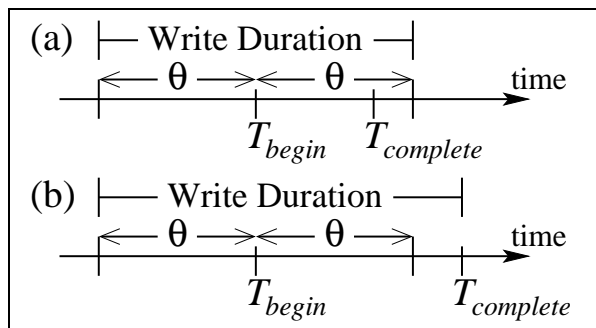 (a) Write Duration
θ θ time
T_begin T_complete
(b) Write Duration
θ θ time
T_begin T_complete